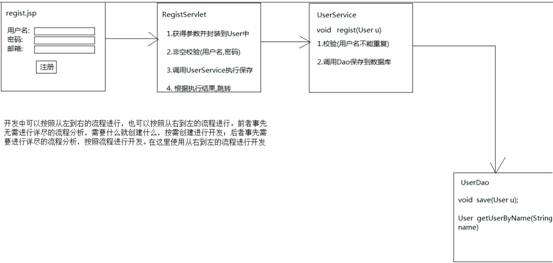 regist.jsp
用户名:
密码:
邮箱:
注册
RegistServlet
1.获得参数并封装到User中
2.非空校验(用户名,密码)
3.调用UserService执行保存
4. 根据执行结果,跳转
UserService
void regist(User u)
1.校验(用户名不能重复)
2.调用Dao保存到数据库
开发中可以按照从左到右的流程进行，也可以按照从右到左的流程进行。前者事先
无需进行详尽的流程分析，需要什么就创建什么，按需创建进行开发；后者事先需
要进行详尽的流程分析，按照流程进行开发。在这里使用从右到左的流程进行开发
UserDao
void save(User u);
User getUserByName(String
name)